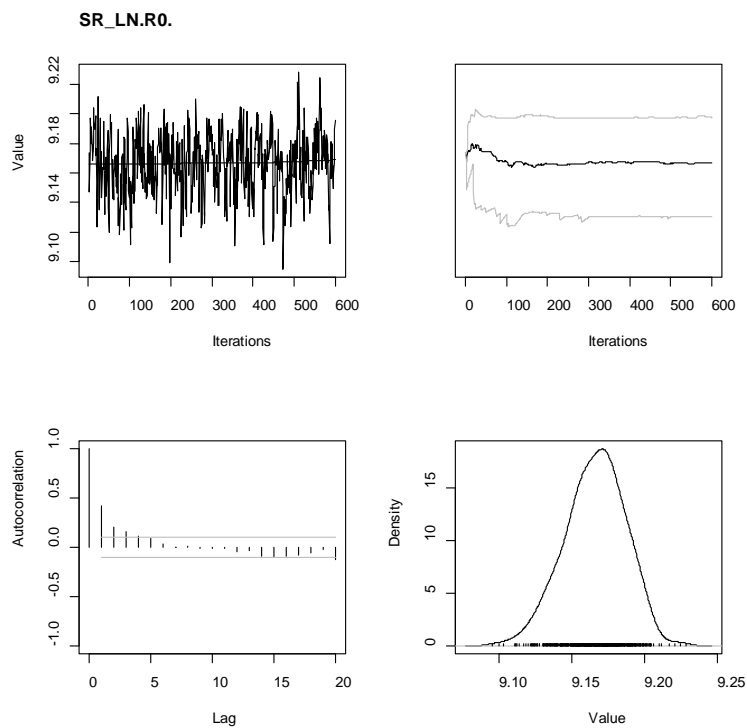 SR_LN.R0.
9.22
9.18
9.14
9.10
Value
0 100 200 300 400 500 600
Iterations
0 100 200 300 400 500 600
Iterations
1.0
0.5
0.0
-0.5
-1.0
Autocorrelation
0 5 10 15 20
Lag
15
10
5
0
Density
9.10 9.15 9.20 9.25
Value